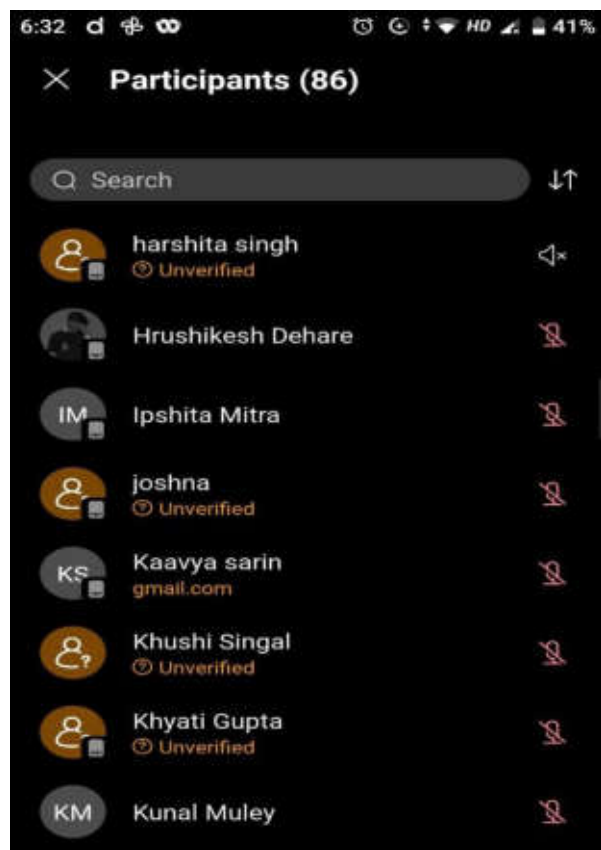 6:32 d HD 41%
Participants (86)
Search
harshita singh
Unverified
Hrushikesh Dehare
IM Ipshita Mitra
joshna
Unverified
KS Kaavya sarin
gmail.com
Khushi Singal
Unverified
Khyati Gupta
Unverified
KM Kunal Muley